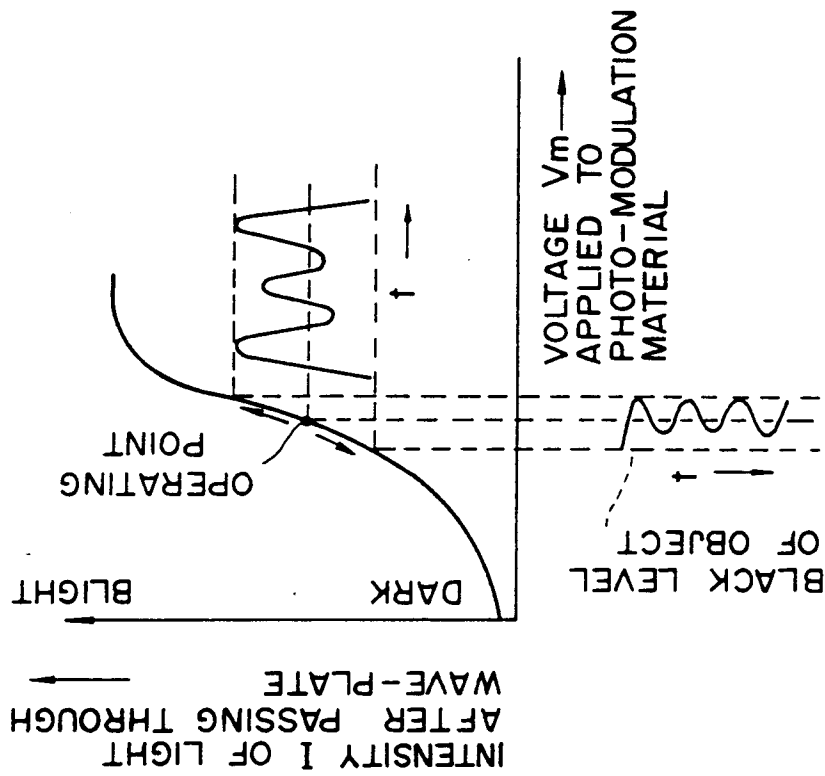 INTENSITY I OF LIGHT
AFTER PASSING THROUGH
WAVE-PLATE
BLIGHT
DARK
OPERATING
POINT
t
VOLTAGE Vm
APPLIED TO
PHOTO-MODULATION
MATERIAL
BLACK LEVEL
OF OBJECT
t